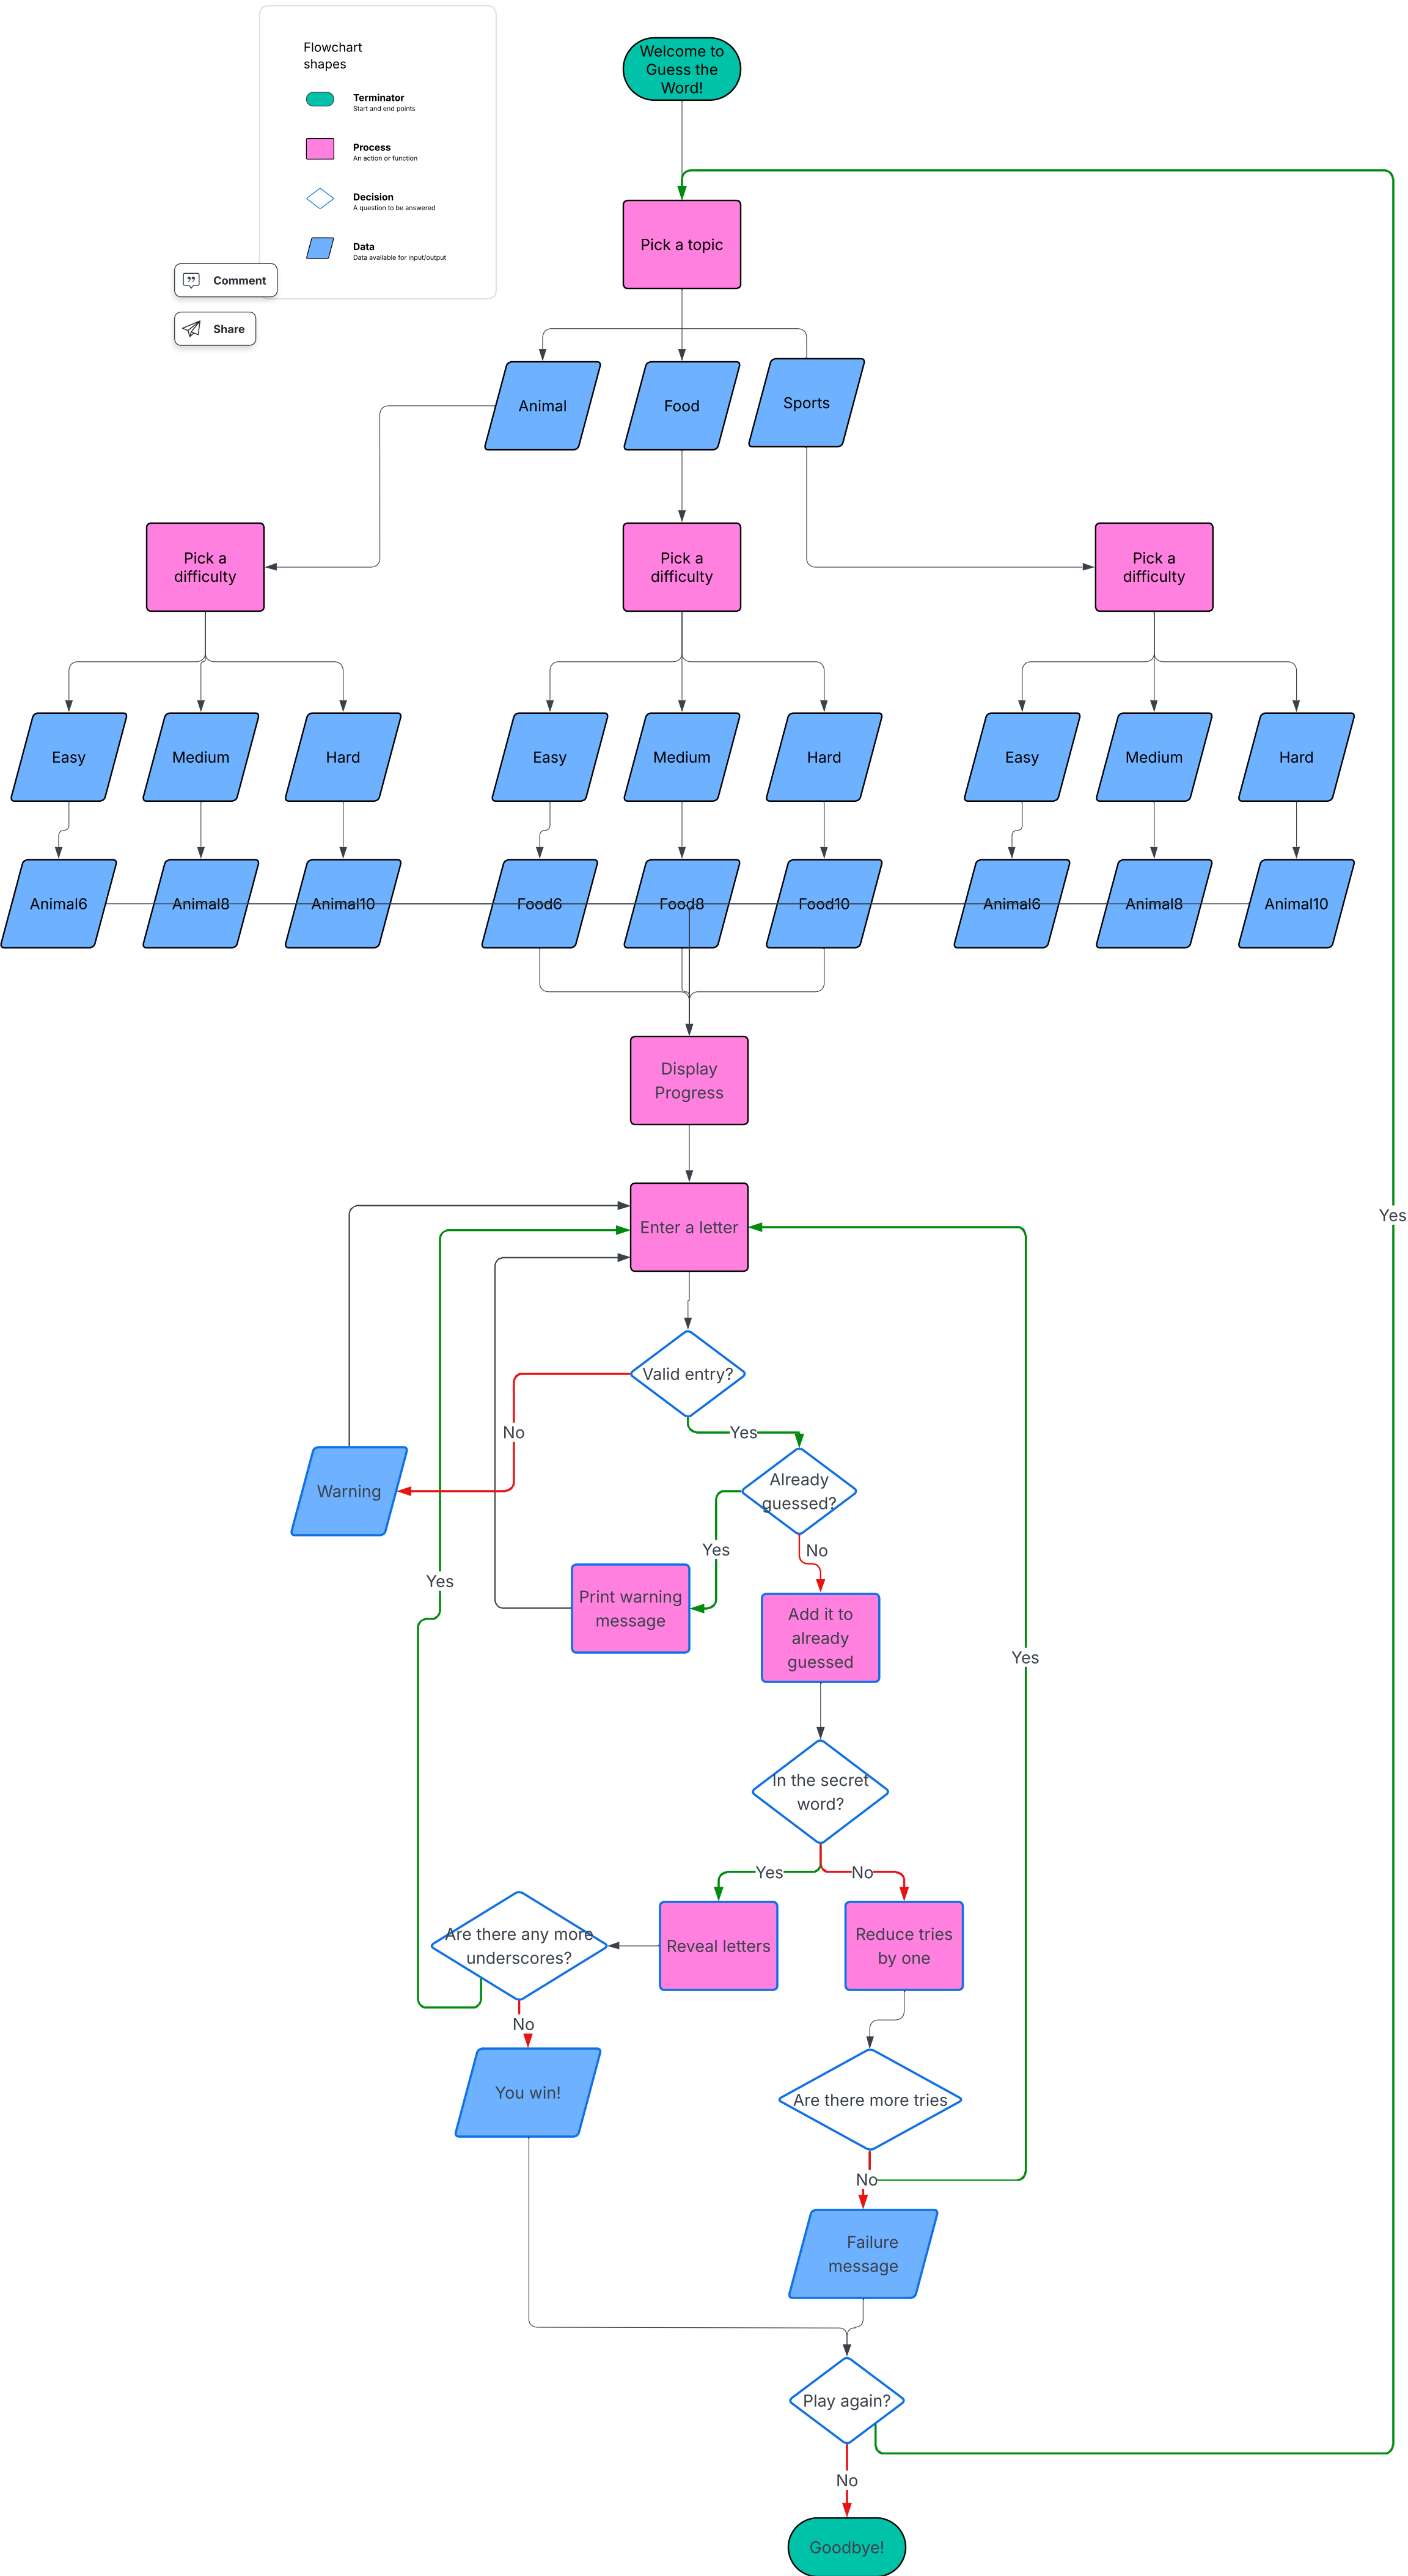 Flowchart
shapes
Terminator
Start and end points
Process
An action or function
Decision
A question to be answered
Data
Data available for input/output
Comment
Share
Welcome to
Guess the
Word!
Pick a topic
Animal
Food
Sports
Pick a
difficulty
Pick a
difficulty
Pick a
difficulty
Easy
Medium
Hard
Easy
Medium
Hard
Easy
Medium
Hard
Animal6
Animal8
Animal10
Food6
Food8
Food10
Animal6
Animal8
Animal10
Display
Progress
Enter a letter
Yes
Valid entry?
No
Yes
Warning
Already
guessed?
Yes
No
Yes
Print warning
message
Add it to
already
guessed
Yes
In the secret
word?
Yes
No
Are there any more
underscores?
Reveal letters
Reduce tries
by one
No
You win!
Are there more tries
No
Failure
message
Play again?
No
Goodbye!